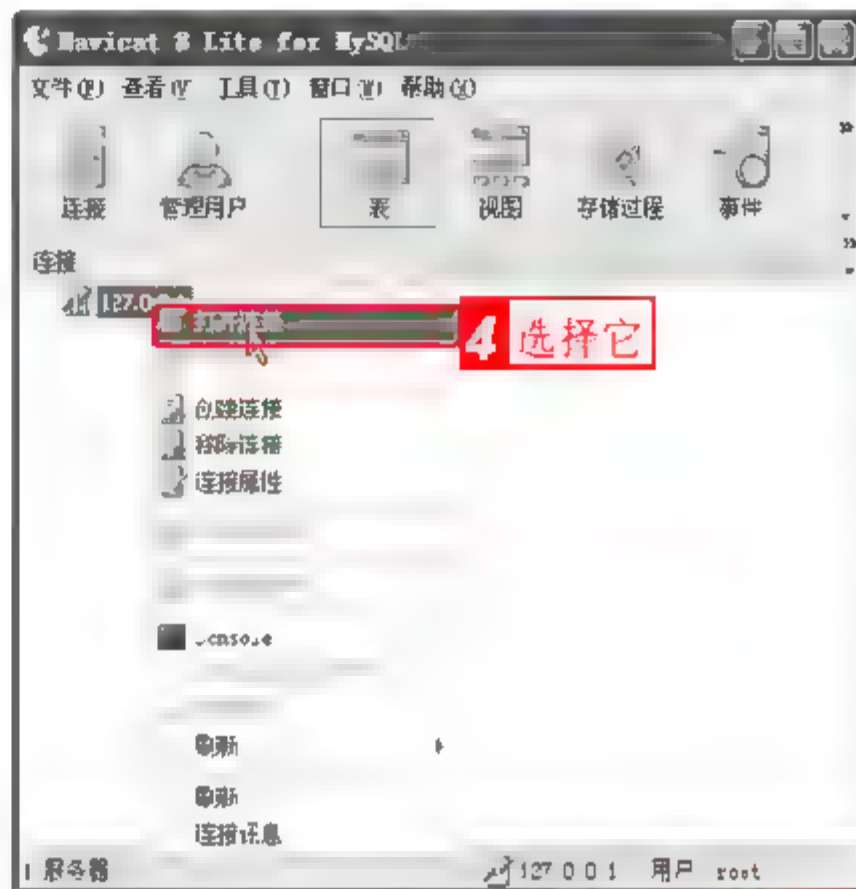 Navicat 8 Lite for MySQL
文件(F) 查看(V) 工具(T) 窗口(W) 帮助(X)
连接 管理用户 表 视图 存储过程 事件
连接
127.0
打开连接
4 选择它
创建连接
移除连接
连接属性
Console
刷新
刷新
连接讯息
1 服务器 127 0 0 1 用户 root